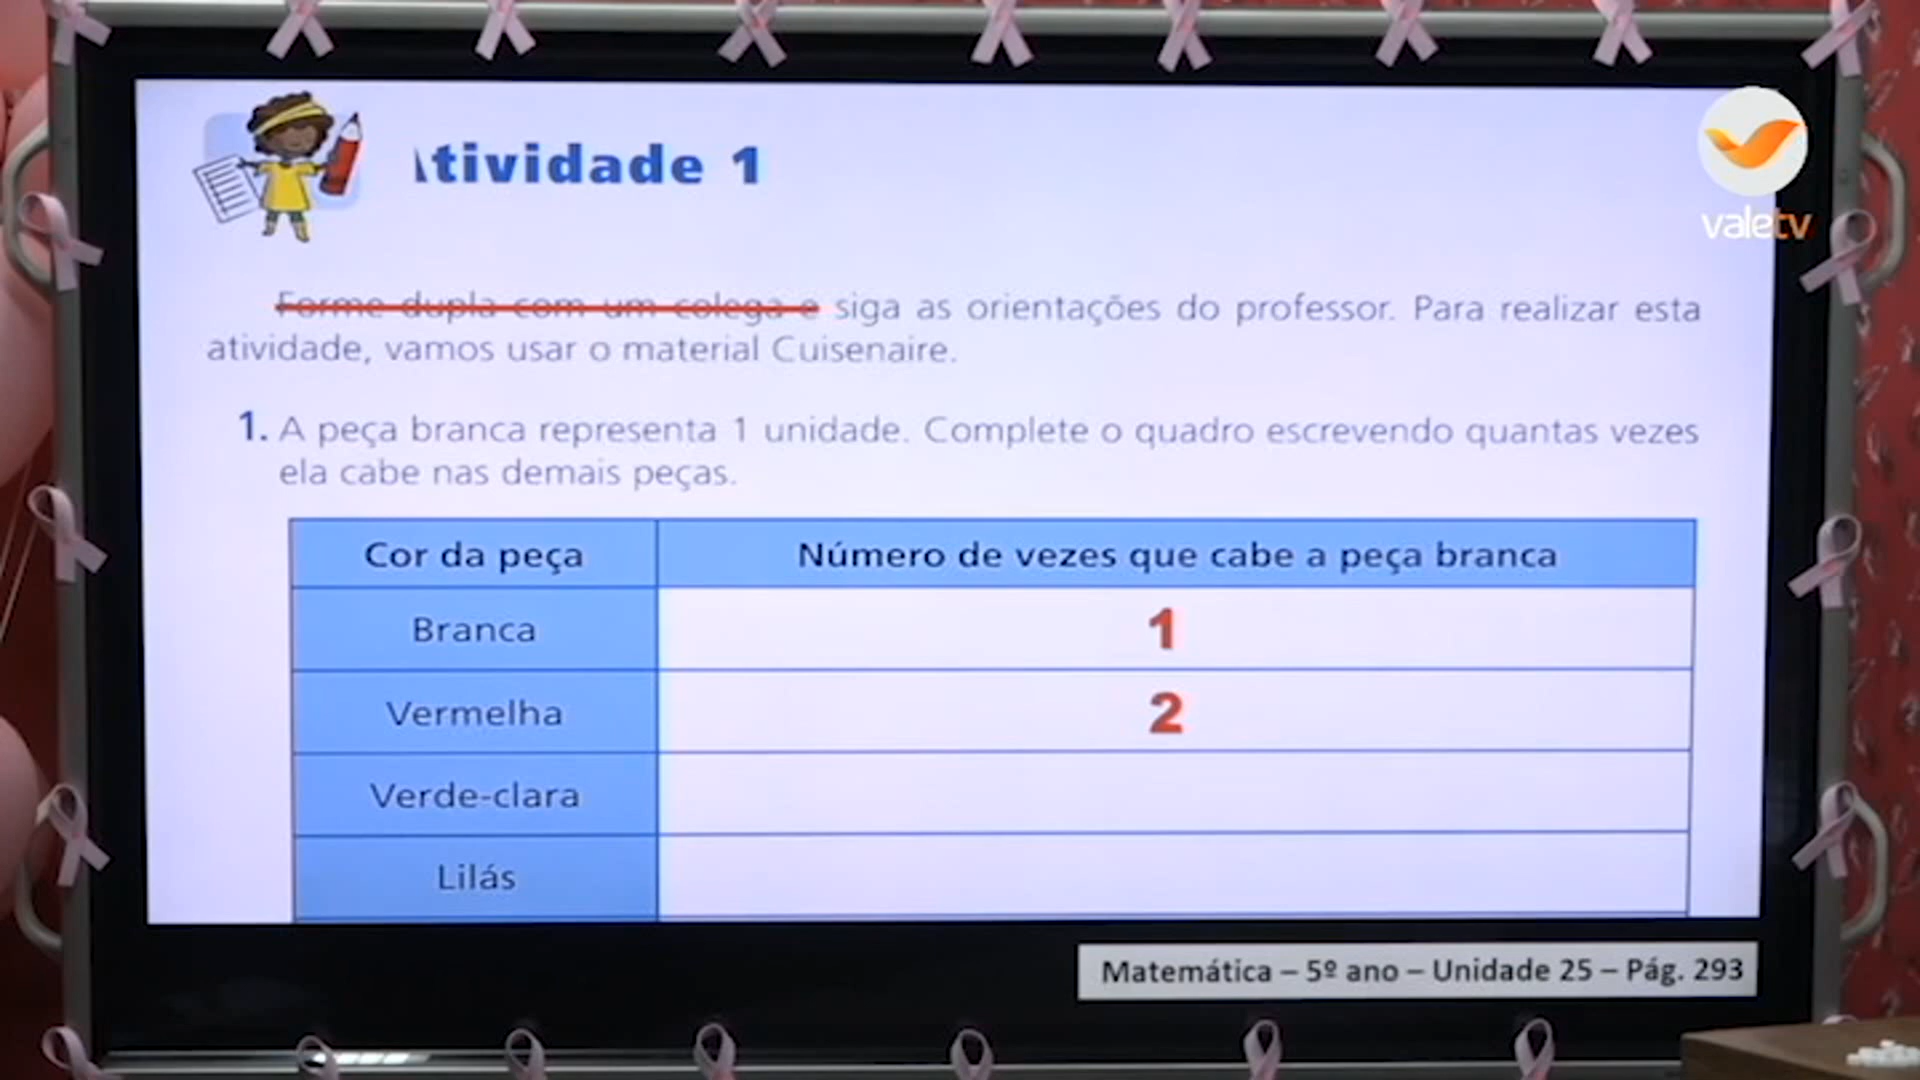 Atividade 1
valetv
Forme dupla com um colega e siga as orientações do professor. Para realizar esta
atividade, vamos usar o material Cuisenaire.
1. A peça branca representa 1 unidade. Complete o quadro escrevendo quantas vezes
ela cabe nas demais peças.
Cor da peça Número de vezes que cabe a peça branca
Branca 1
Vermelha 2
Verde-clara
Lilás
Matemática – 5º ano – Unidade 25 – Pág. 293